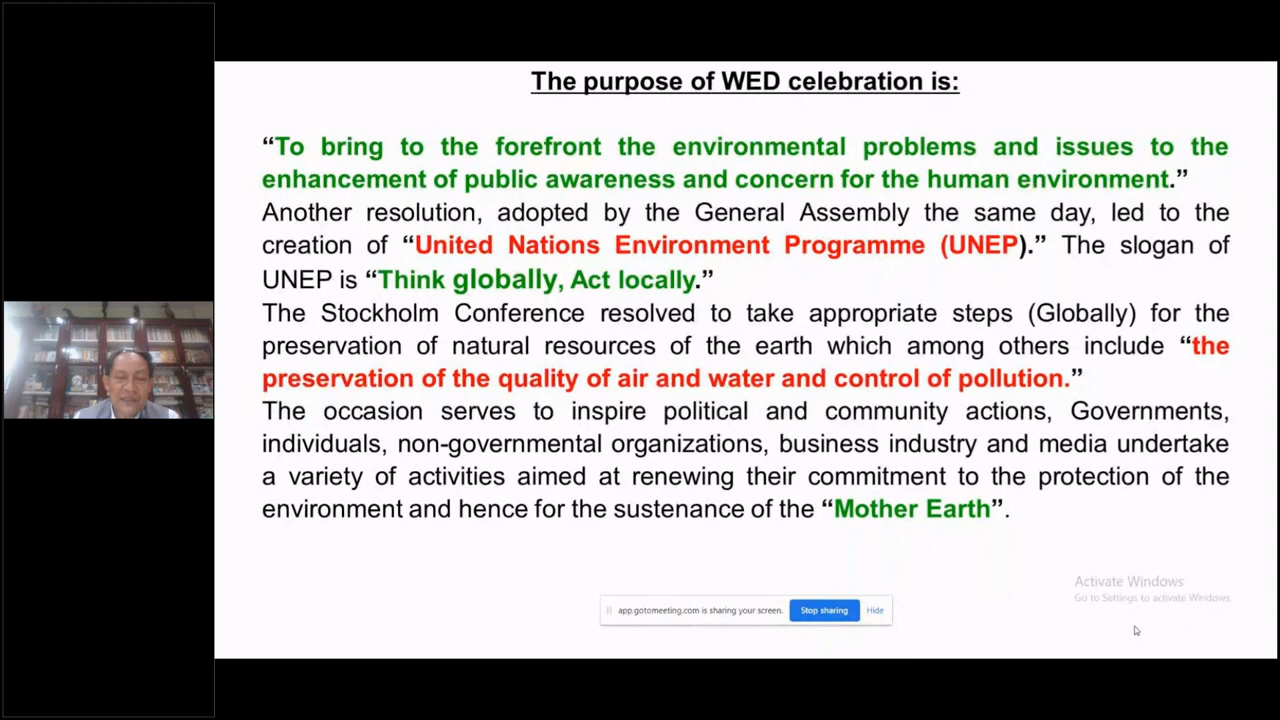 The purpose of WED celebration is:
“To bring to the forefront the environmental problems and issues to the
enhancement of public awareness and concern for the human environment.”
Another resolution, adopted by the General Assembly the same day, led to the
creation of “United Nations Environment Programme (UNEP).” The slogan of
UNEP is “Think globally, Act locally.”
The Stockholm Conference resolved to take appropriate steps (Globally) for the
preservation of natural resources of the earth which among others include “the
preservation of the quality of air and water and control of pollution.”
The occasion serves to inspire political and community actions, Governments,
individuals, non-governmental organizations, business industry and media undertake
a variety of activities aimed at renewing their commitment to the protection of the
environment and hence for the sustenance of the “Mother Earth”.
Activate Windows
Go to Settings to activate Windows.
app.gotomeeting.com is sharing your screen. Stop sharing Hide